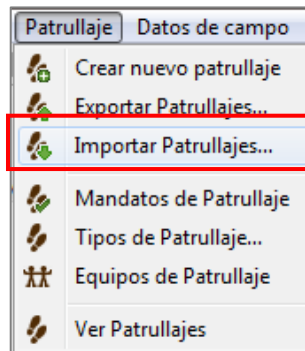 Patrullaje Datos de campo
Crear nuevo patrullaje
Exportar Patrullajes...
Importar Patrullajes...
Mandatos de Patrullaje
Tipos de Patrullaje...
Equipos de Patrullaje
Ver Patrullajes